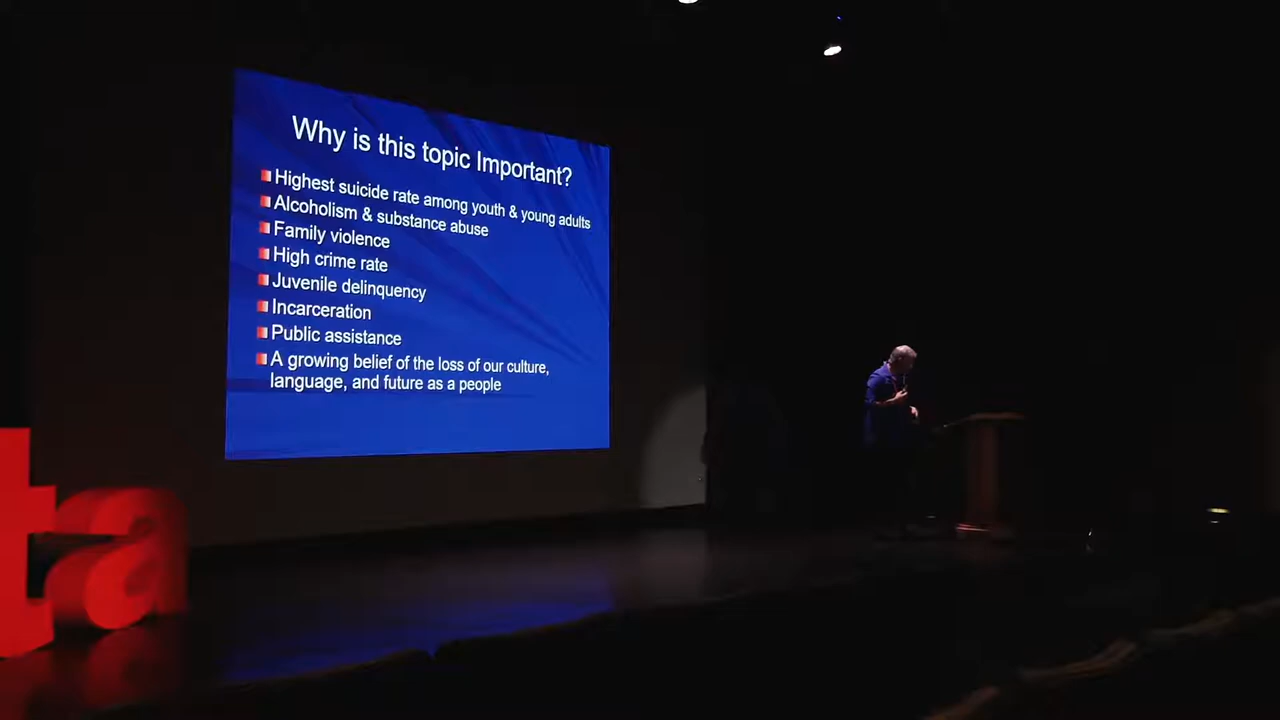 Why is this topic Important?
Highest suicide rate among youth & young adults
Alcoholism & substance abuse
Family violence
High crime rate
Juvenile delinquency
Incarceration
Public assistance
A growing belief of the loss of our culture,
language, and future as a people
ta